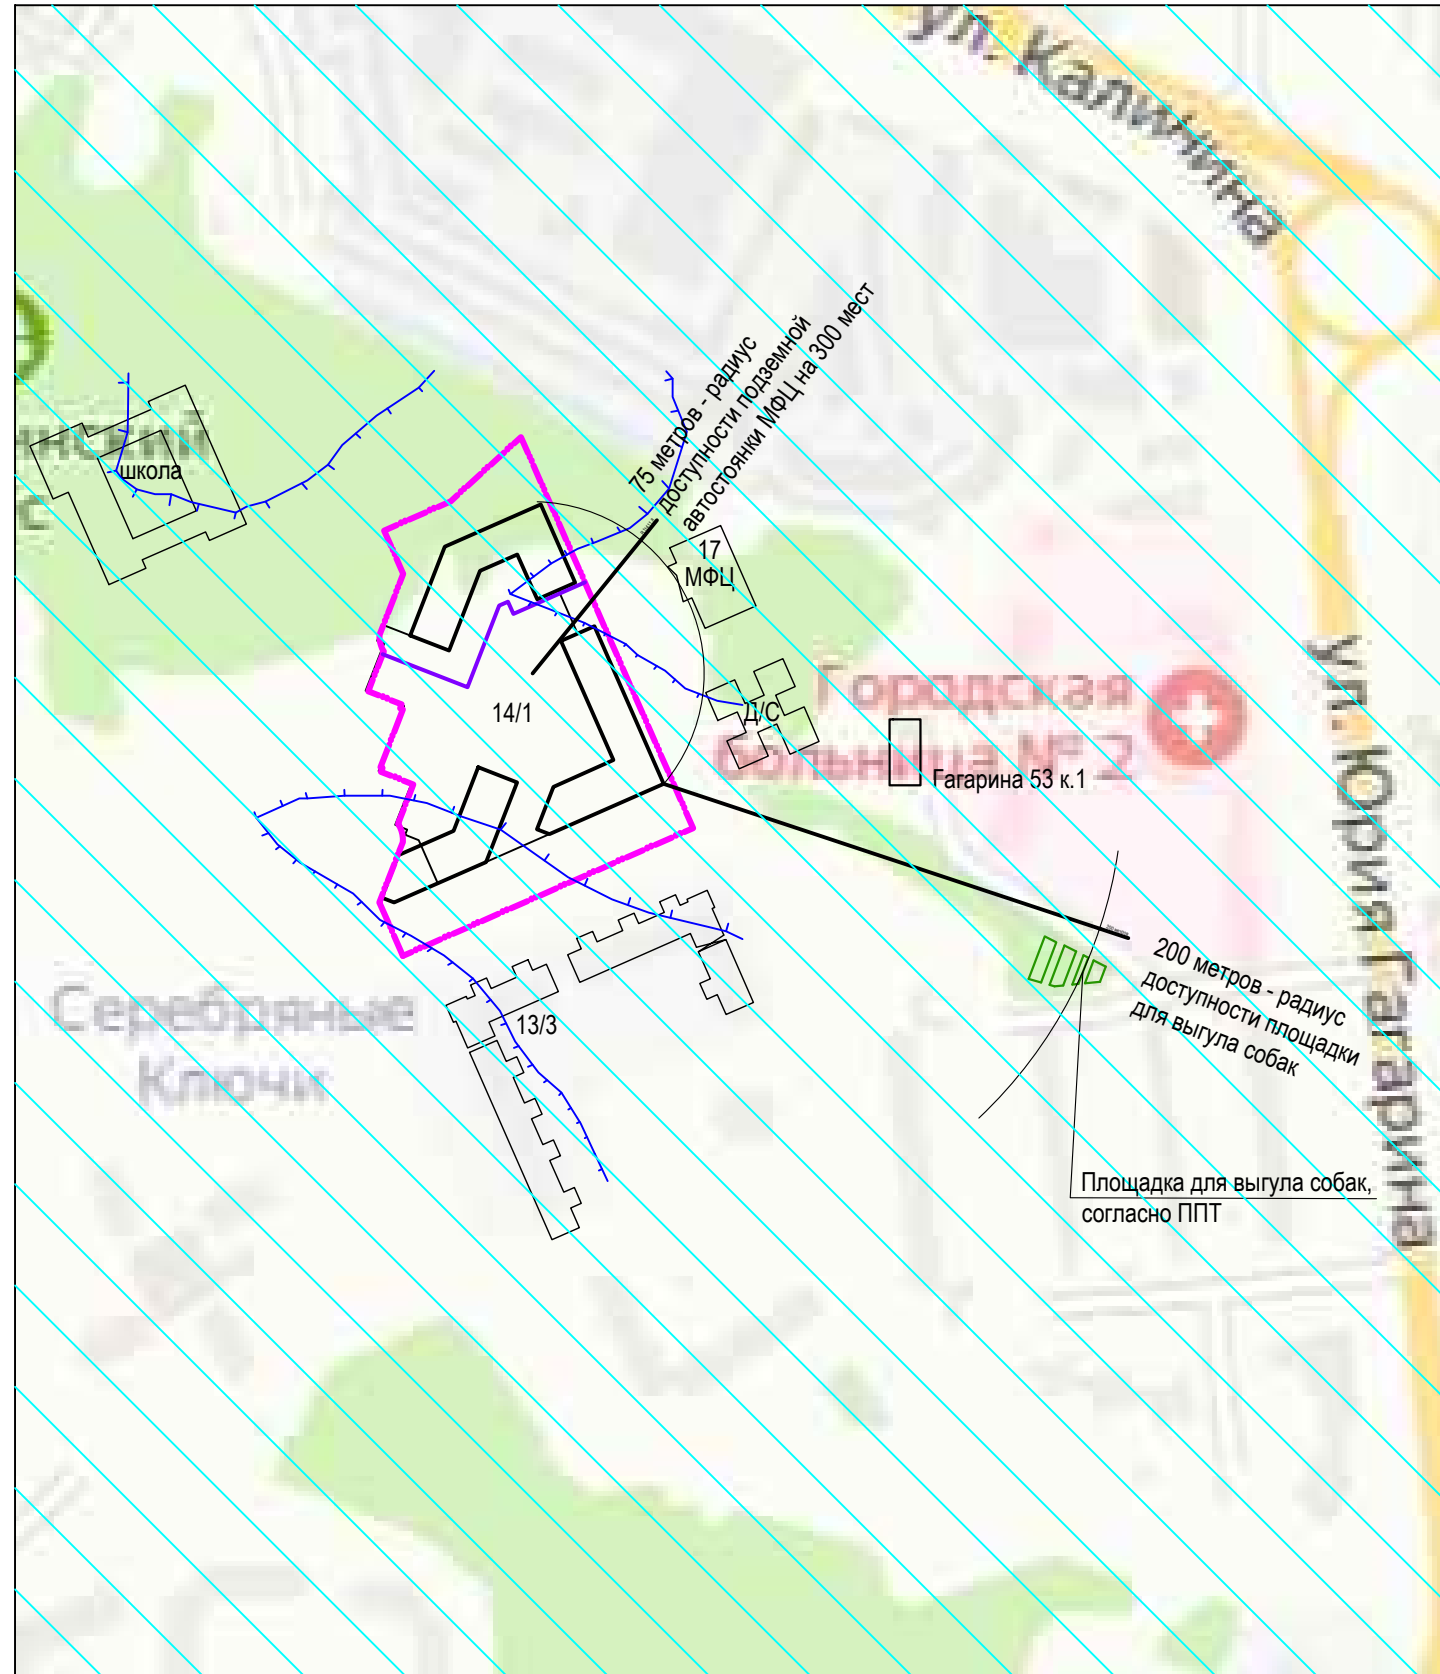 ул. Калинина
75 метров - радиус
доступности подземной
автостоянки МФЦ на 300 мест
школа
17
МФЦ
14/1
Д/С
Городская
больница № 2
Гагарина 53 к.1
ул. Юрия Гагарина
200 метров - радиус
доступности площадки
для выгула собак
Серебряные
Ключи
13/3
Площадка для выгула собак,
согласно ППТ